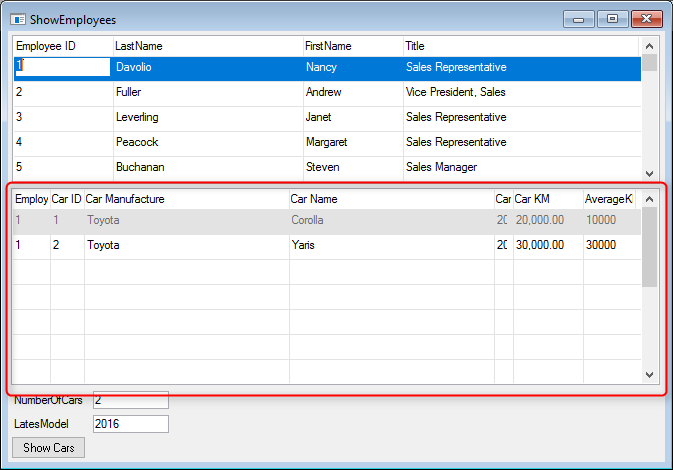 ShowEmployees
Employee ID LastName FirstName Title
1 Davolio Nancy Sales Representative
2 Fuller Andrew Vice President, Sales
3 Leverling Janet Sales Representative
4 Peacock Margaret Sales Representative
5 Buchanan Steven Sales Manager
Employ Car ID Car Manufacture Car Name Car Car KM AverageK
1 1 Toyota Corolla 20 20,000.00 10000
1 2 Toyota Yaris 20 30,000.00 30000
NumberOfCars 2
LatesModel 2016
Show Cars